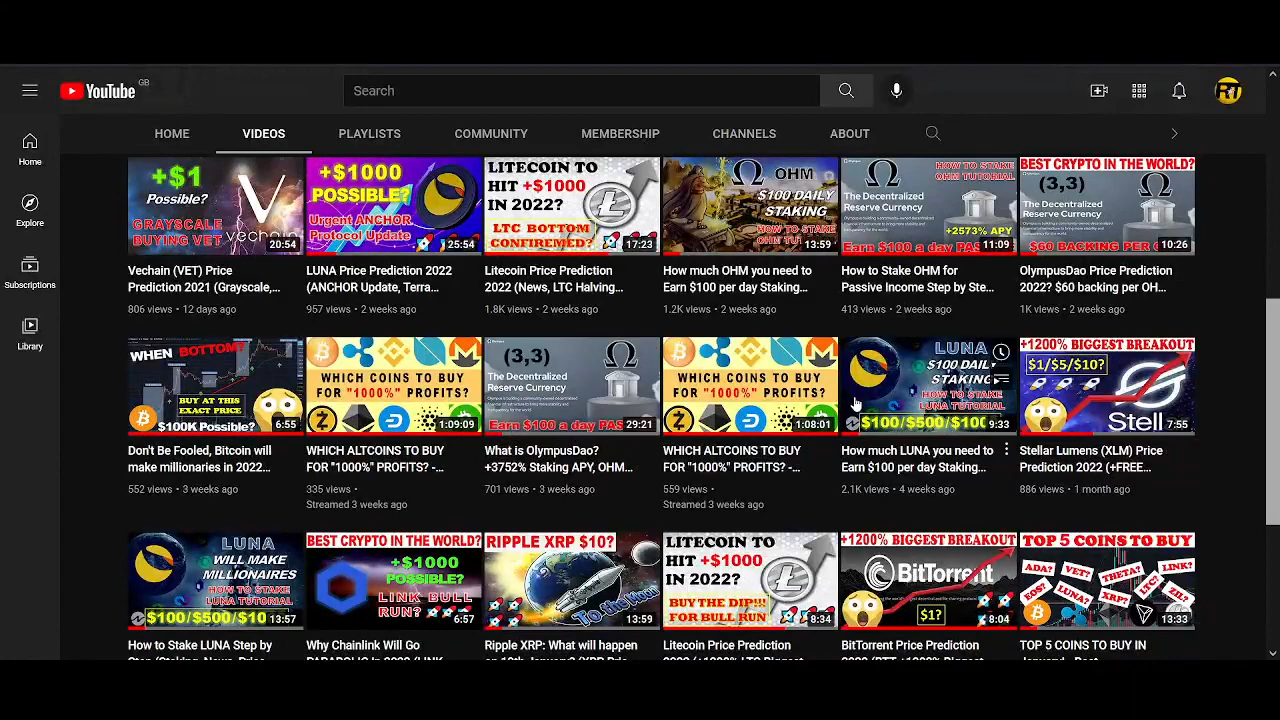 YouTube
GB
Search
RT
Home
Explore
Subscriptions
Library
HOME
VIDEOS
PLAYLISTS
COMMUNITY
MEMBERSHIP
CHANNELS
ABOUT
+$1
Possible?
GRAYSCALE
BUYING VET
vechain
20:54
Vechain (VET) Price
Prediction 2021 (Grayscale,...
806 views • 12 days ago
+$1000
POSSIBLE?
Urgent ANCHOR
Protocol Update
25:54
LUNA Price Prediction 2022
(ANCHOR Update, Terra...
957 views • 2 weeks ago
LITECOIN TO
HIT +$1000
IN 2022?
LTC BOTTOM
CONFIREMED?
17:23
Litecoin Price Prediction
2022 (News, LTC Halving...
1.8K views • 2 weeks ago
OHM
$100 DAILY
STAKING
HOW TO STAKE
13:59
How much OHM you need to
Earn $100 per day Staking...
1.2K views • 2 weeks ago
HOW TO STAKE
OHM TUTORIAL
The Decentralized
Reserve Currency
+2573% APY
Earn $100 a day PAS
11:09
How to Stake OHM for
Passive Income Step by Ste...
413 views • 2 weeks ago
BEST CRYPTO IN THE WORLD?
(3,3)
The Decentralized
Reserve Currency
$60 BACKING PER
10:26
OlympusDao Price Prediction
2022? $60 backing per OH...
1K views • 2 weeks ago
WHEN BOTTOM?
BUY AT THIS
EXACT PRICE
$100K Possible?
6:55
Don't Be Fooled, Bitcoin will
make millionaires in 2022...
552 views • 3 weeks ago
WHICH COINS TO BUY
FOR "1000%" PROFITS?
1:09:09
WHICH ALTCOINS TO BUY
FOR "1000%" PROFITS? -...
335 views •
Streamed 3 weeks ago
(3,3)
The Decentralized
Reserve Currency
Earn $100 a day PAS
29:21
What is OlympusDao?
+3752% Staking APY, OHM...
701 views • 3 weeks ago
WHICH COINS TO BUY
FOR "1000%" PROFITS?
1:08:01
WHICH ALTCOINS TO BUY
FOR "1000%" PROFITS? -...
559 views •
Streamed 3 weeks ago
LUNA
$100 DAILY
STAKING
HOW TO STAKE
LUNA TUTORIAL
$100/$500/$10
9:33
How much LUNA you need to
Earn $100 per day Staking...
2.1K views • 4 weeks ago
+1200% BIGGEST BREAKOUT
$1/$5/$10?
Stell
7:55
Stellar Lumens (XLM) Price
Prediction 2022 (+FREE...
886 views • 1 month ago
LUNA
WILL MAKE
MILLIONAIRES
HOW TO STAKE
LUNA TUTORIAL
$100/$500/$10
13:57
How to Stake LUNA Step by
BEST CRYPTO IN THE WORLD?
+$1000
POSSIBLE?
LINK BULL
RUN?
6:57
Why Chainlink Will Go
RIPPLE XRP $10?
To the
13:59
Ripple XRP: What will happen
LITECOIN TO
HIT +$1000
IN 2022?
BUY THE DIP!!!
FOR BULL RUN
8:34
Litecoin Price Prediction
+1200% BIGGEST BREAKOUT
BitTorrent
$1?
8:04
BitTorrent Price Prediction
TOP 5 COINS TO BUY
ADA?
VET?
THETA?
LINK?
EOS?
LUNA?
XRP?
LTC?
ZIL?
13:33
TOP 5 COINS TO BUY IN